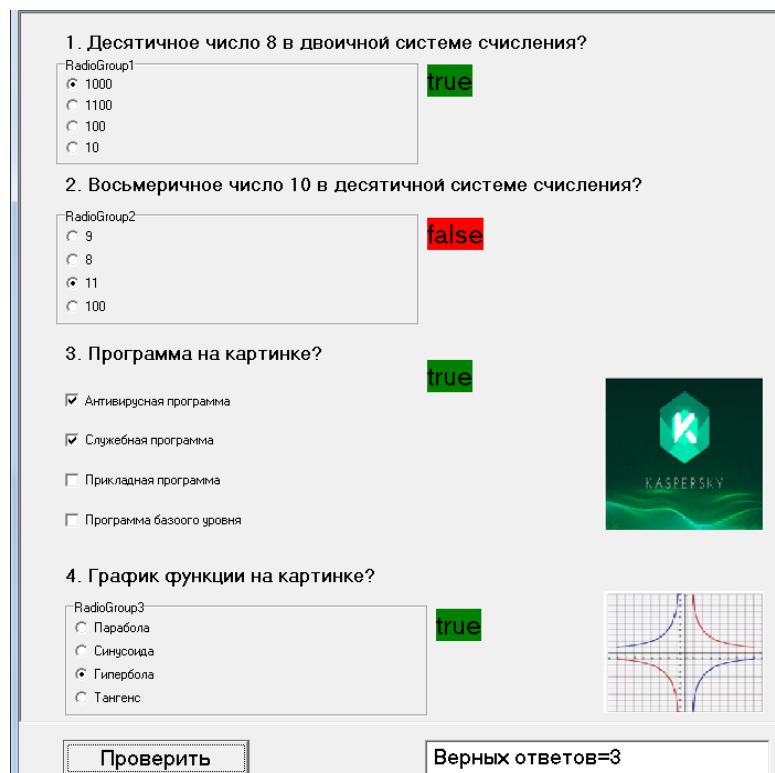 1. Десятичное число 8 в двоичной системе счисления?
RadioGroup1
1000
true
1100
100
10
2. Восьмеричное число 10 в десятичной системе счисления?
RadioGroup2
9
false
8
11
100
3. Программа на картинке?
true
Антивирусная программа
Служебная программа
Прикладная программа
KASPERSKY
Программа базоого уровня
4. График функции на картинке?
RadioGroup3
Парабола
true
Синусоида
Гипербола
Тангенс
Проверить
Верных ответов=3